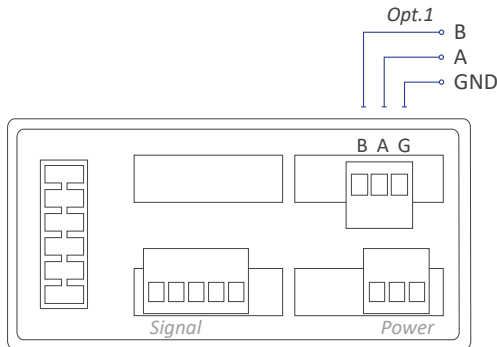 Opt.1
B
A
GND
B A G
Signal Power